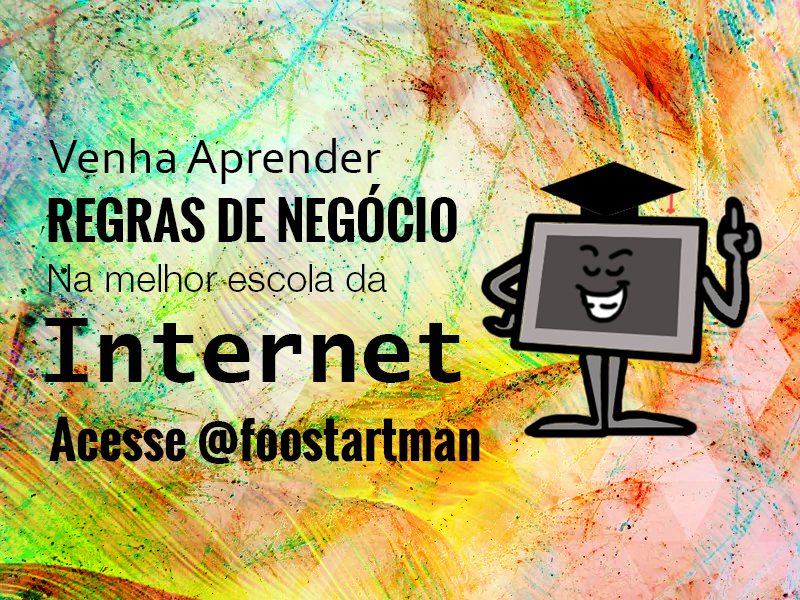 Venha Aprender
REGRAS DE NEGÓCIO
Na melhor escola da
Internet
Acesse @foostartman